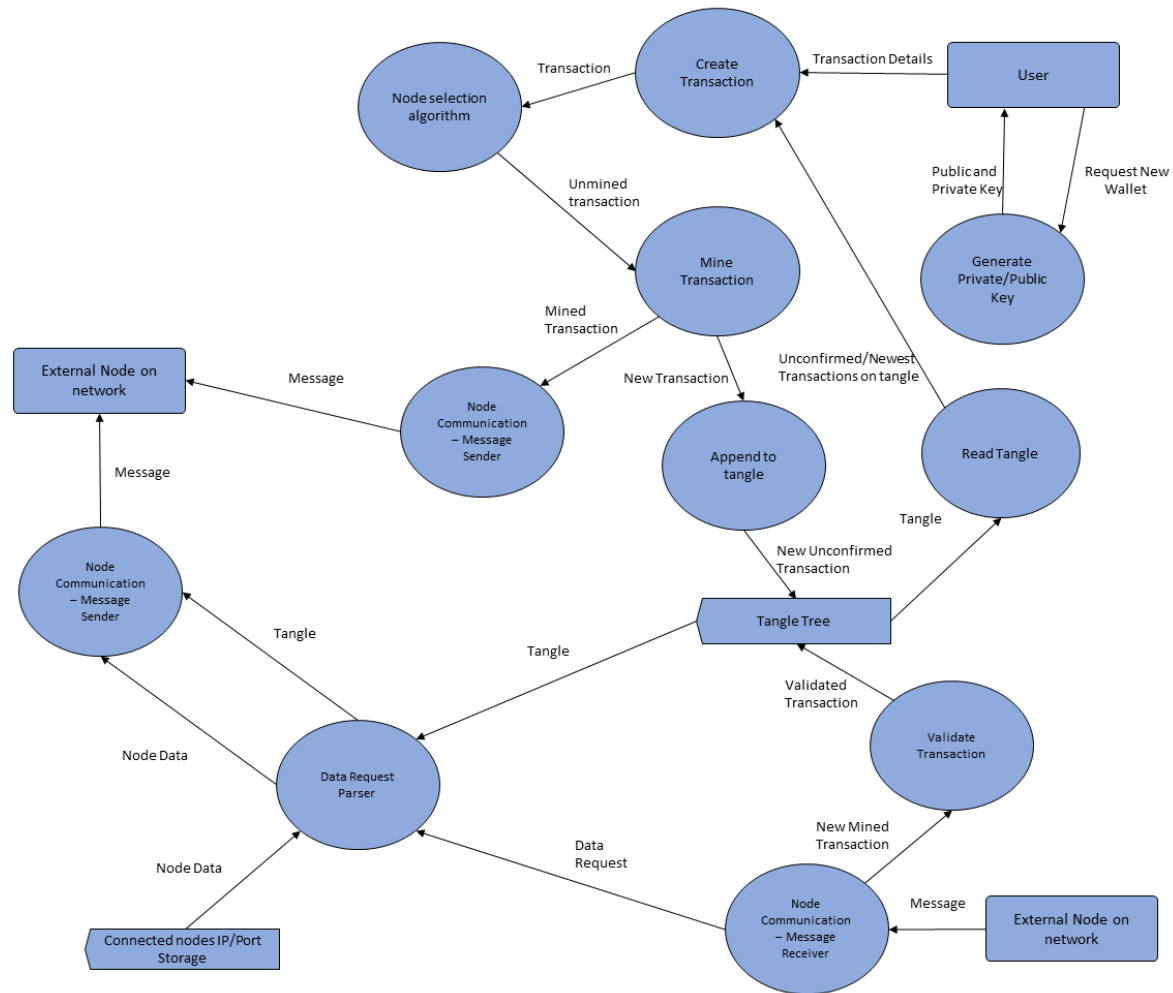 Transaction Details
Create
Transaction
User
Transaction
Node selection
algorithm
Public and
Private Key
Request New
Wallet
Unmined
transaction
Mine
Transaction
Generate
Private/Public
Key
Mined
Transaction
External Node on
network
Message
New Transaction
Unconfirmed/Newest
Transactions on tangle
Node
Communication
– Message
Sender
Append to
tangle
Read Tangle
Message
Tangle
New Unconfirmed
Transaction
Node
Communication
– Message
Sender
Tangle
Tangle
Tangle Tree
Validated
Transaction
Validate
Transaction
Node Data
Data Request
Parser
New Mined
Transaction
Data
Request
Node Data
Node
Communication
– Message
Receiver
Message
External Node on
network
Connected nodes IP/Port
Storage